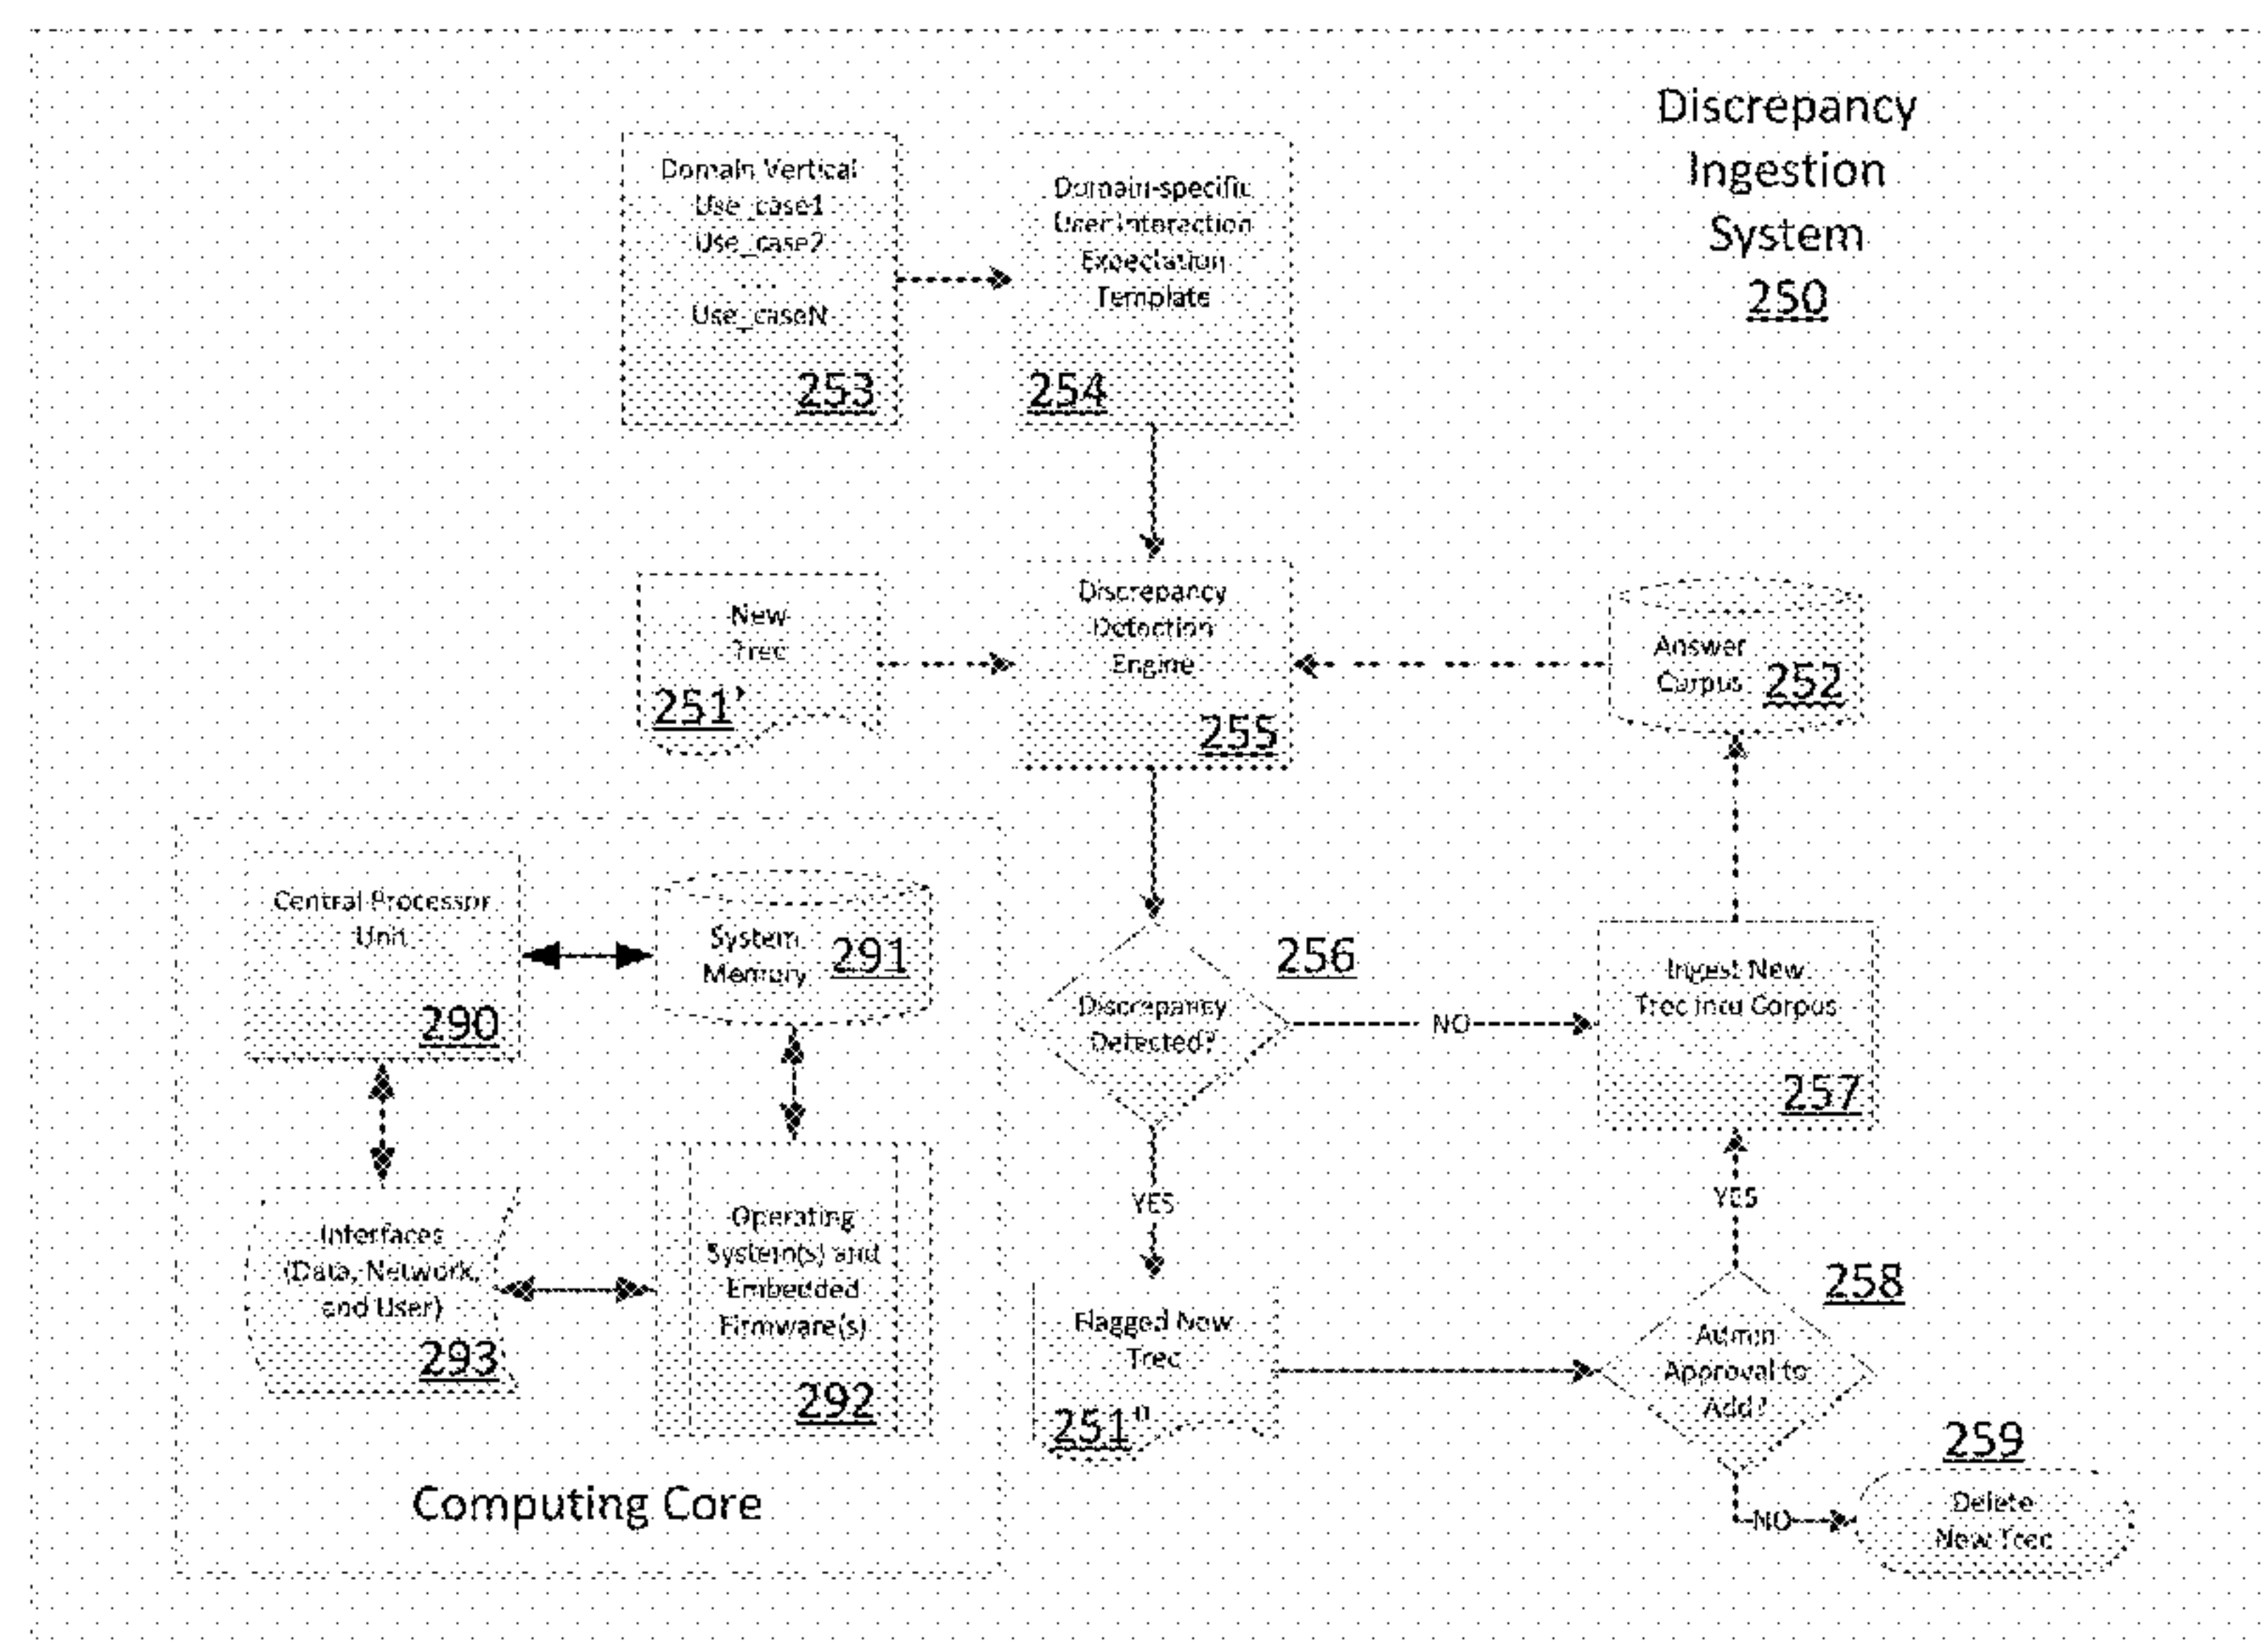 Discrepancy
Ingestion
System
250
Domain Vertical
Use_case1
Use_case2
...
Use_caseN
253
Domain-specific
User Interaction
Expectation
Template
254
New
Trec
251'
Discrepancy
Detection
Engine
255
Answer
Corpus
252
Central Processor
Unit
290
System
Memory
291
Discrepancy
Detected?
256
NO
Ingest New
Trec into Corpus
257
YES
YES
Interfaces
(Data, Network,
and User)
293
Operating
System(s) and
Embedded
Firmware(s)
292
Flagged New
Trec
251"
Admin
Approval to
Add?
258
NO
259
Delete
New Trec
Computing Core